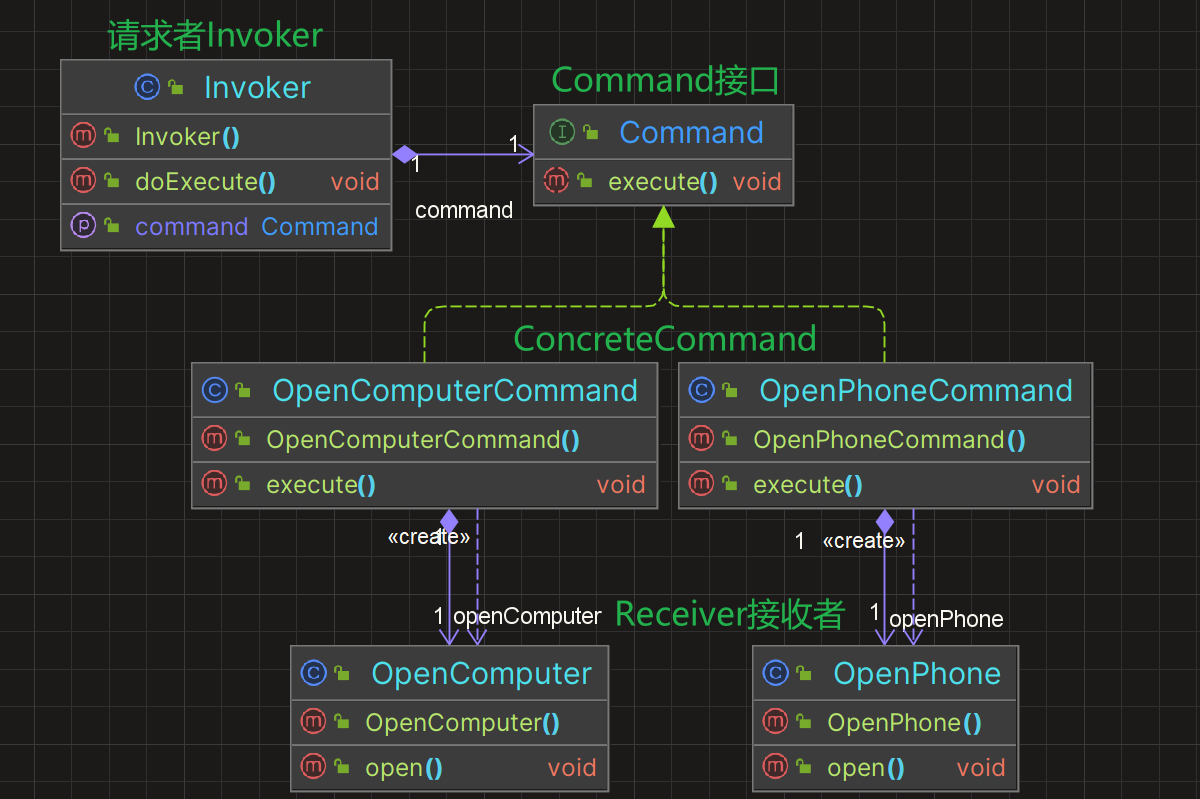 请求者Invoker
Invoker
Invoker()
doExecute() void
command Command
1
1
command
Command接口
Command
execute() void
ConcreteCommand
OpenComputerCommand
OpenComputerCommand()
execute() void
OpenPhoneCommand
OpenPhoneCommand()
execute() void
«create»
1
1 openComputer
1 «create»
1 openPhone
Receiver接收者
OpenComputer
OpenComputer()
open() void
OpenPhone
OpenPhone()
open() void